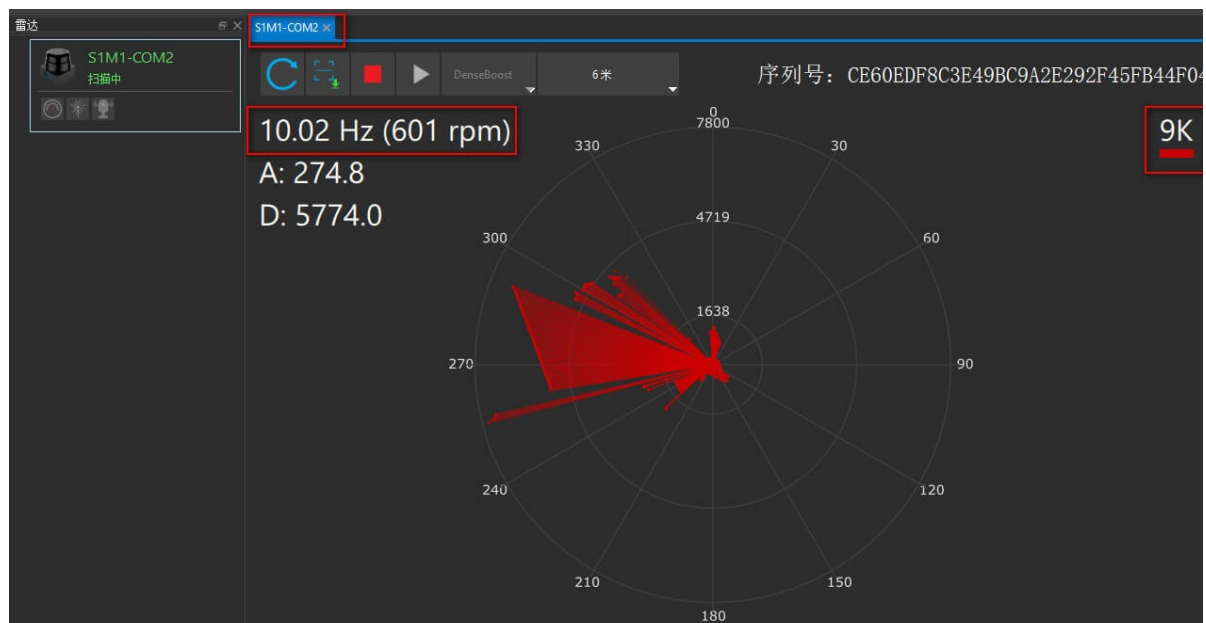 雷达
S1M1-COM2
扫描中
S1M1-COM2
DenseBoost
6米
序列号: CE60EDF8C3E49BC9A2E292F45FB44F04
10.02 Hz (601 rpm)
A: 274.8
D: 5774.0
9K
0
7800
330
30
4719
300
60
1638
270
90
240
120
210
150
180